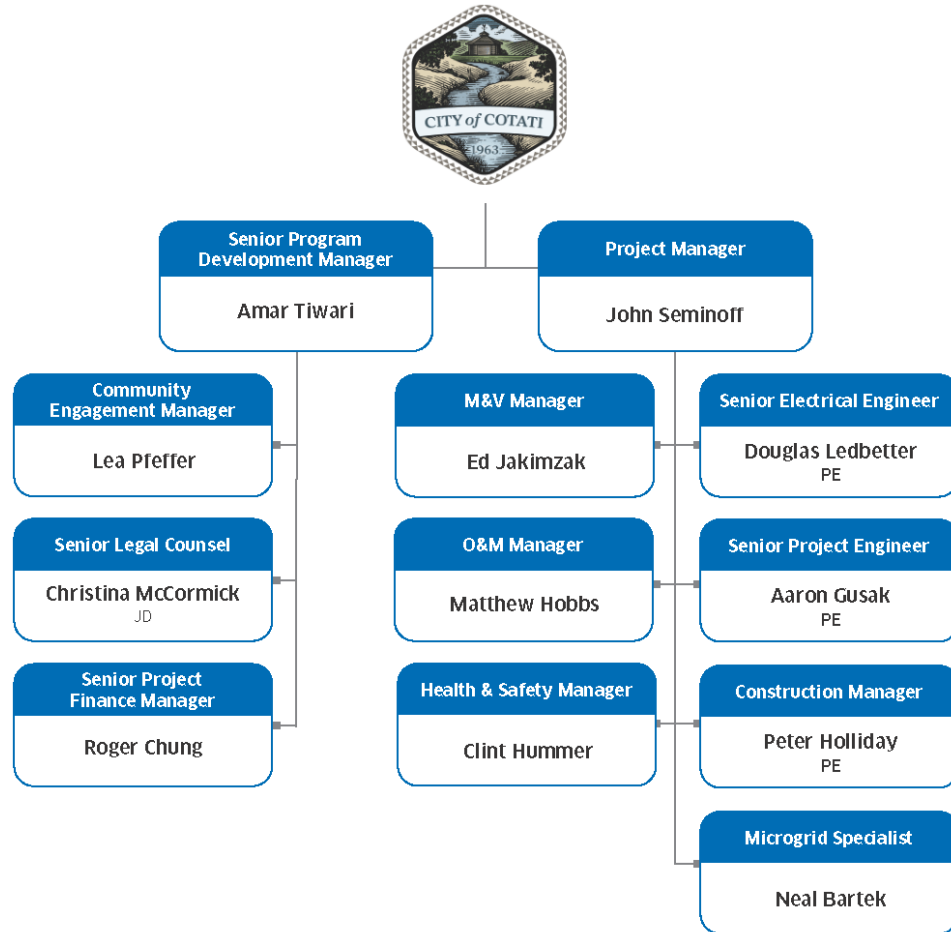 CITY of COTATI
1963
Senior Program
Development Manager
Amar Tiwari
Project Manager
John Seminoff
Community
Engagement Manager
Lea Pfeffer
Senior Legal Counsel
Christina McCormick
JD
Senior Project
Finance Manager
Roger Chung
M&V Manager
Ed Jakimzak
O&M Manager
Matthew Hobbs
Health & Safety Manager
Clint Hummer
Senior Electrical Engineer
Douglas Ledbetter
PE
Senior Project Engineer
Aaron Gusak
PE
Construction Manager
Peter Holliday
PE
Microgrid Specialist
Neal Bartek